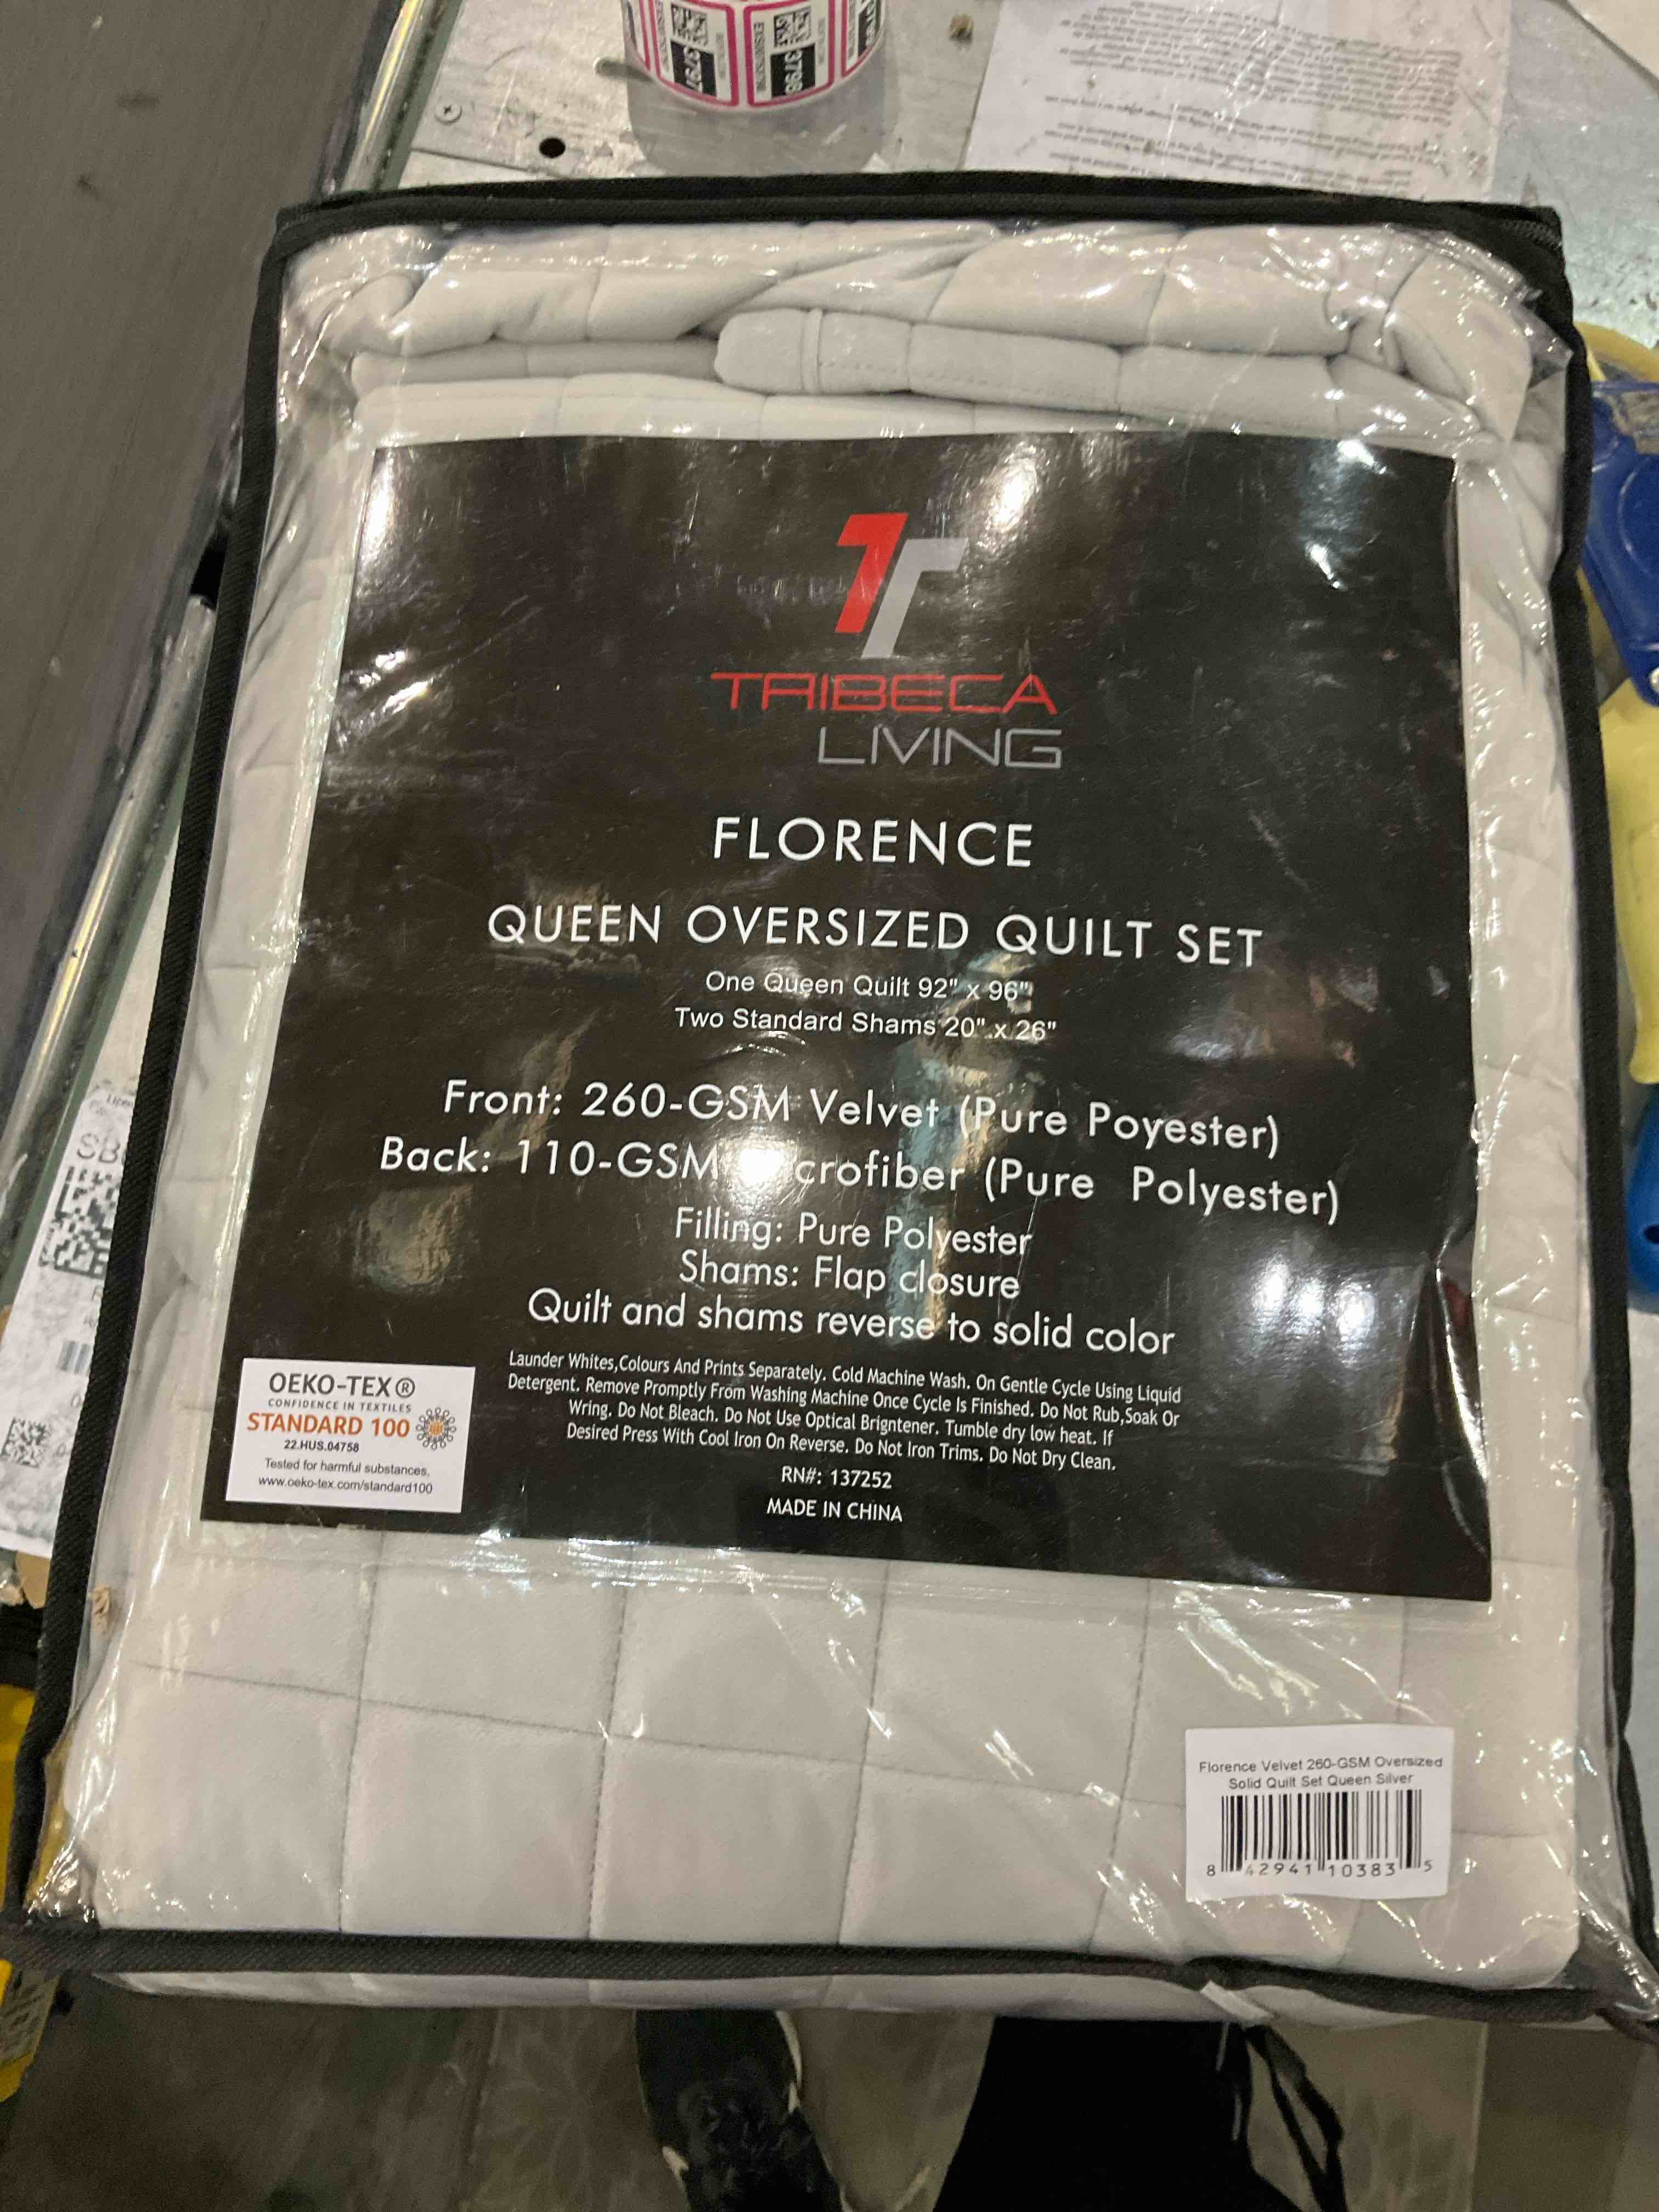 3797
3798
TRIBECA
LIVING
FLORENCE
QUEEN OVERSIZED QUILT SET
One Queen Quilt 92" x 96"
Two Standard Shams 20" x 26"
Front: 260-GSM Velvet (Pure Poyester)
Back: 110-GSM crofiber (Pure Polyester)
Filling: Pure Polyester
Shams: Flap closure
Quilt and shams reverse to solid color
Launder Whites,Colours And Prints Separately. Cold Machine Wash. On Gentle Cycle Using Liquid
Detergent. Remove Promptly From Washing Machine Once Cycle Is Finished. Do Not Rub,Soak Or
Wring. Do Not Bleach. Do Not Use Optical Brigntener. Tumble dry low heat. If
Desired Press With Cool Iron On Reverse. Do Not Iron Trims. Do Not Dry Clean.
RN#: 137252
MADE IN CHINA
OEKO-TEX®
CONFIDENCE IN TEXTILES
STANDARD 100
22.HUS.04758
Tested for harmful substances.
www.oeko-tex.com/standard100
Florence Velvet 260-GSM Oversized
Solid Quilt Set Queen Silver
8 42941 10383 5